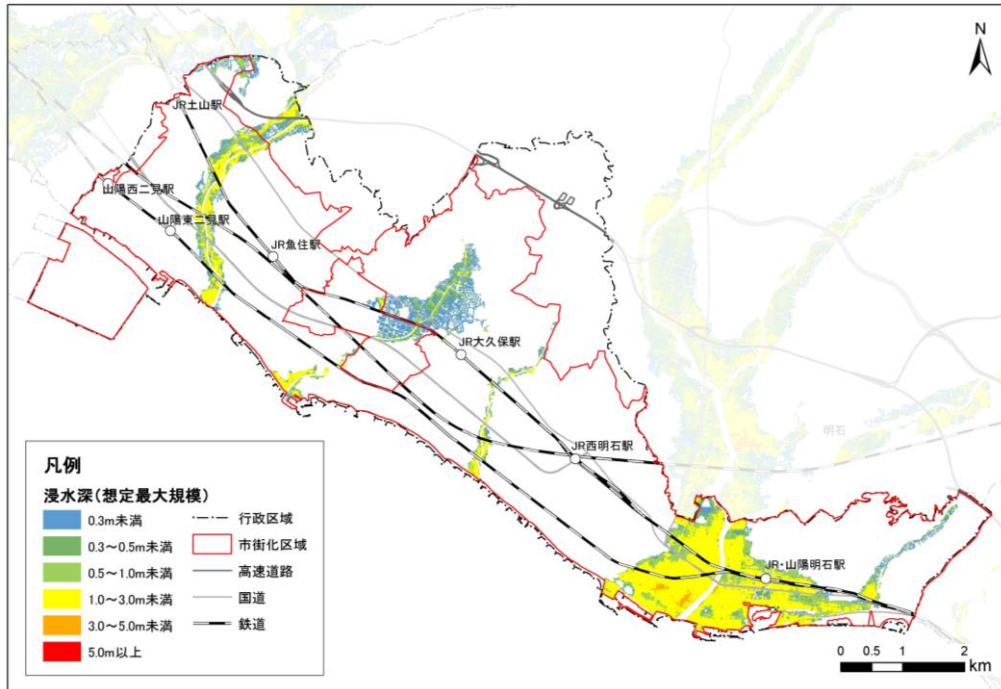 N
JR土山駅
山陽西二見駅
山陽東二見駅
JR魚住駅
JR大久保駅
JR西明石駅
明石
JR・山陽明石駅
凡例
浸水深(想定最大規模)
0.3m未満
0.3～0.5m未満
0.5～1.0m未満
1.0～3.0m未満
3.0～5.0m未満
5.0m以上
行政区域
市街化区域
高速道路
国道
鉄道
0 0.5 1 2
km